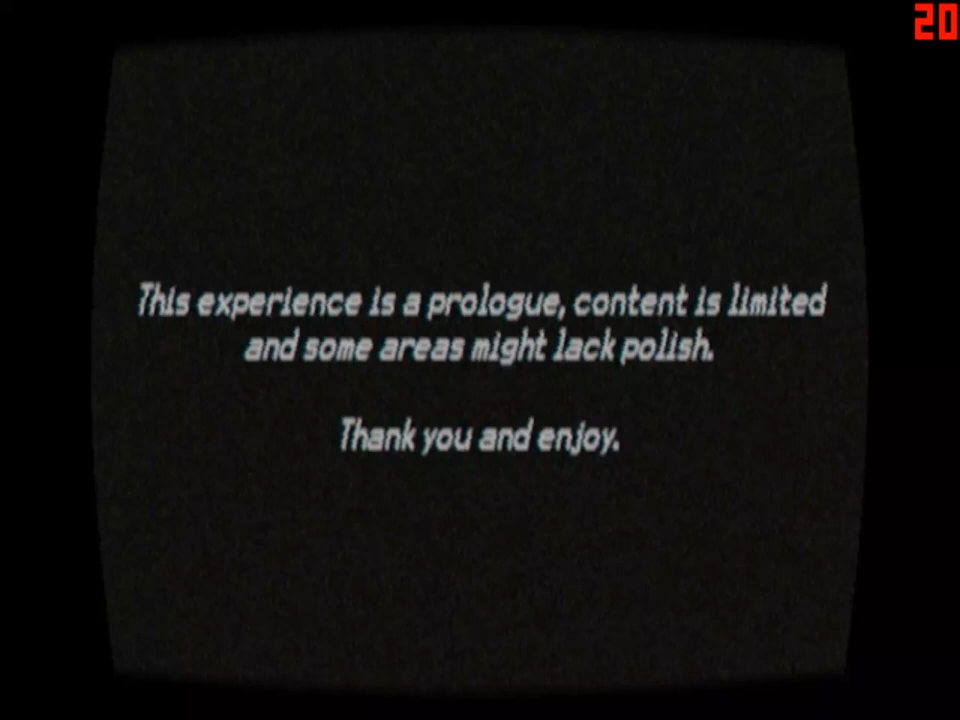 20
This experience is a prologue, content is limited
and some areas might lack polish.
Thank you and enjoy.